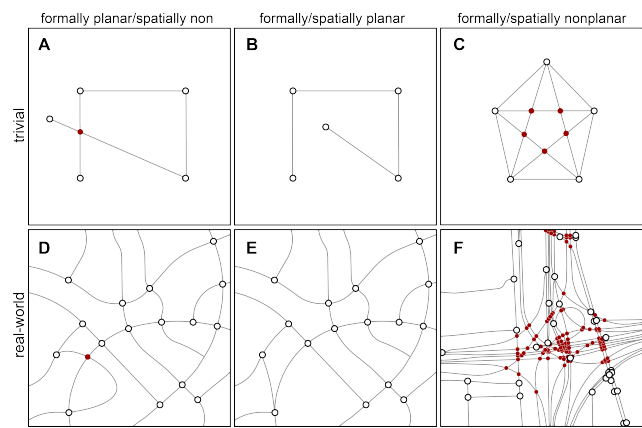 formally planar/spatially non
formally/spatially planar
formally/spatially nonplanar
trivial
A
B
C
real-world
D
E
F